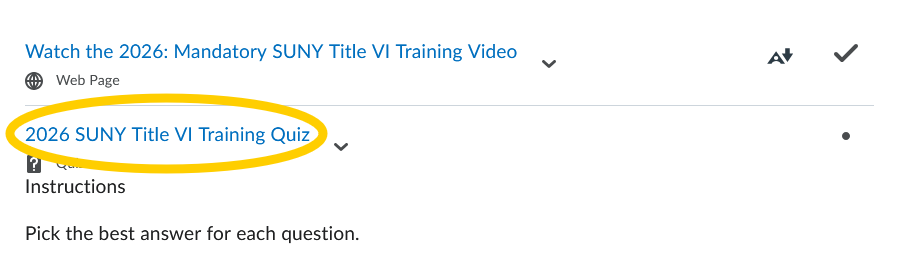 Watch the 2026: Mandatory SUNY Title VI Training Video
Web Page
2026 SUNY Title VI Training Quiz
Instructions
Pick the best answer for each question.